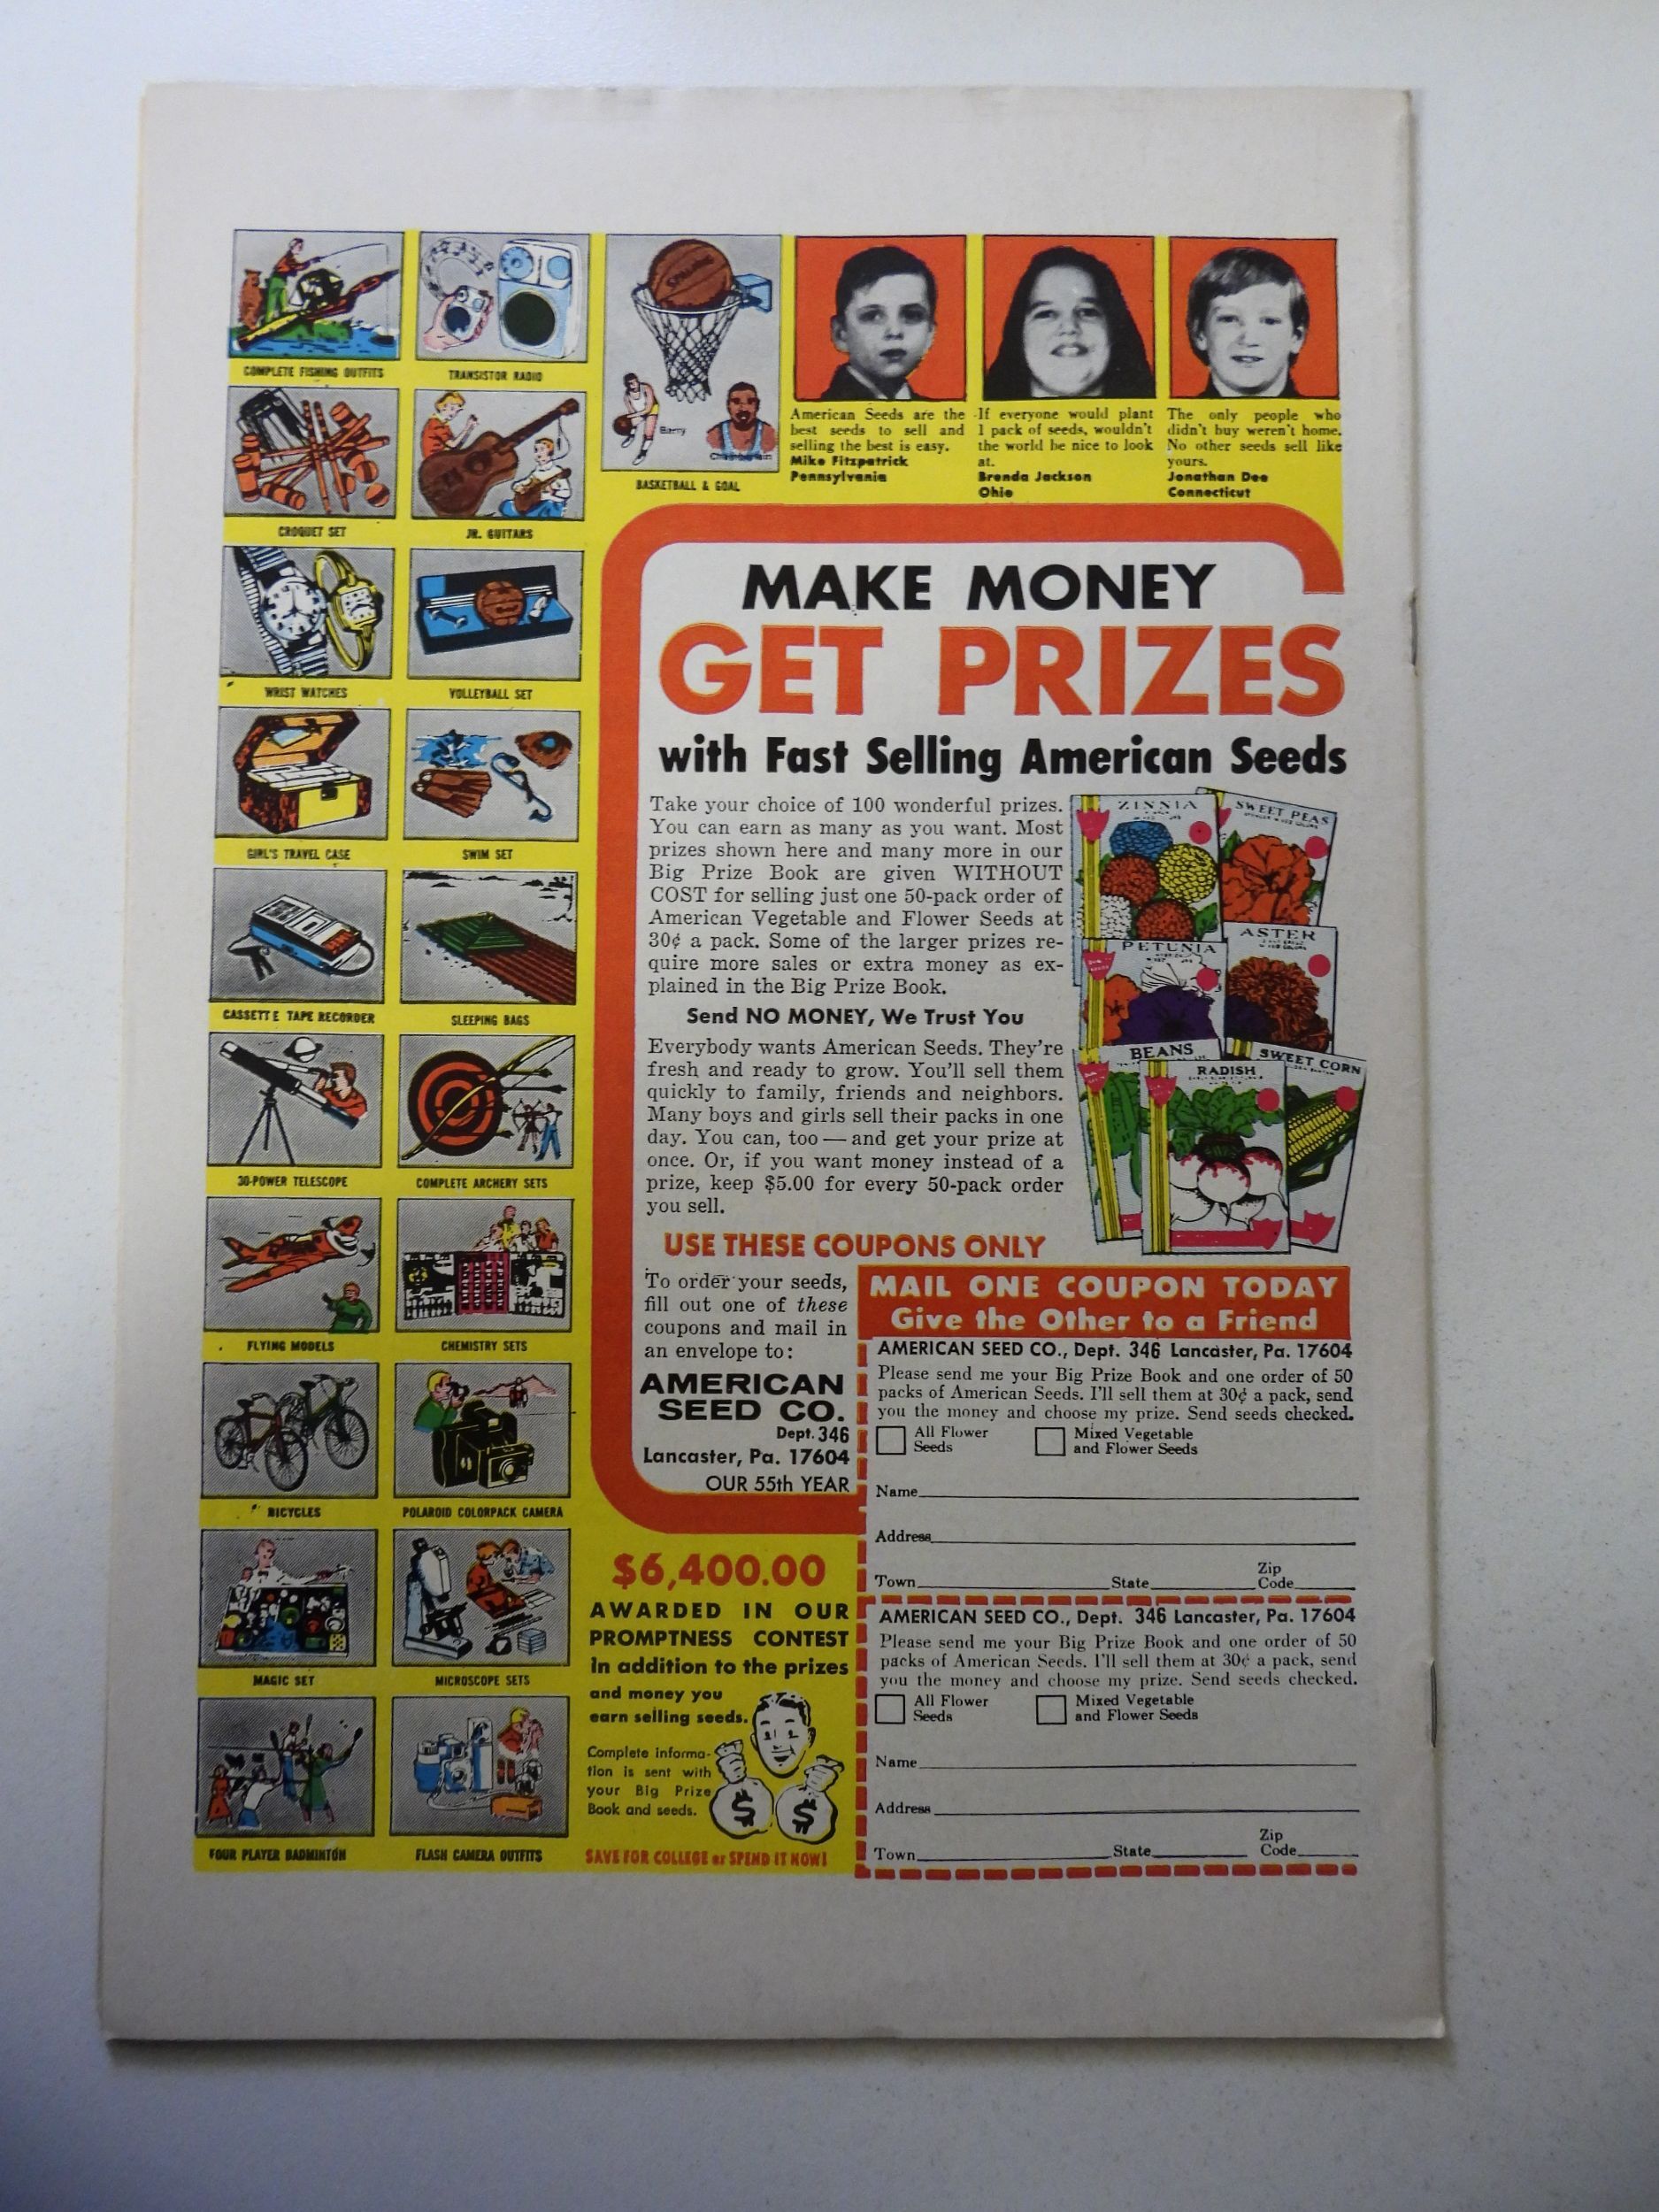 COMPLETE FISHING OUTFITS
TRANSISTOR RADIO
Spalding
Barry
BASKETBALL & GOAL
CROQUET SET
JR. GUITARS
WRIST WATCHES
VOLLEYBALL SET
GIRL'S TRAVEL CASE
SWIM SET
CASSETTE TAPE RECORDER
SLEEPING BAGS
30-POWER TELESCOPE
COMPLETE ARCHERY SETS
FLYING MODELS
CHEMISTRY SETS
BICYCLES
POLAROID COLORPACK CAMERA
MAGIC SET
MICROSCOPE SETS
FOUR PLAYER BADMINTON
FLASH CAMERA OUTFITS
American Seeds are the
best seeds to sell and
selling the best is easy.
Mike Fitzpatrick
Pennsylvania
If everyone would plant
1 pack of seeds, wouldn't
the world be nice to look
at.
Brenda Jackson
Ohio
The only people who
didn't buy weren't home.
No other seeds sell like
yours.
Jonathan Dee
Connecticut
MAKE MONEY
GET PRIZES
with Fast Selling American Seeds
Take your choice of 100 wonderful prizes.
You can earn as many as you want. Most
prizes shown here and many more in our
Big Prize Book are given WITHOUT
COST for selling just one 50-pack order of
American Vegetable and Flower Seeds at
30¢ a pack. Some of the larger prizes re-
quire more sales or extra money as ex-
plained in the Big Prize Book.
Send NO MONEY, We Trust You
Everybody wants American Seeds. They're
fresh and ready to grow. You'll sell them
quickly to family, friends and neighbors.
Many boys and girls sell their packs in one
day. You can, too — and get your prize at
once. Or, if you want money instead of a
prize, keep $5.00 for every 50-pack order
you sell.
ZINNIA
SWEET PEAS
PETUNIA
ASTER
BEANS
RADISH
SWEET CORN
USE THESE COUPONS ONLY
To order your seeds,
fill out one of these
coupons and mail in
an envelope to:
AMERICAN
SEED CO.
Dept. 346
Lancaster, Pa. 17604
OUR 55th YEAR
$6,400.00
AWARDED IN OUR
PROMPTNESS CONTEST
In addition to the prizes
and money you
earn selling seeds.
Complete informa-
tion is sent with
your Big Prize
Book and seeds.
$ $
SAVE FOR COLLEGE or SPEND IT NOW!
MAIL ONE COUPON TODAY
Give the Other to a Friend
AMERICAN SEED CO., Dept. 346 Lancaster, Pa. 17604
Please send me your Big Prize Book and one order of 50
packs of American Seeds. I'll sell them at 30¢ a pack, send
you the money and choose my prize. Send seeds checked.
All Flower
Seeds
Mixed Vegetable
and Flower Seeds
Name
Address
Town State Zip
Code
AMERICAN SEED CO., Dept. 346 Lancaster, Pa. 17604
Please send me your Big Prize Book and one order of 50
packs of American Seeds. I'll sell them at 30¢ a pack, send
you the money and choose my prize. Send seeds checked.
All Flower
Seeds
Mixed Vegetable
and Flower Seeds
Name
Address
Town State Zip
Code